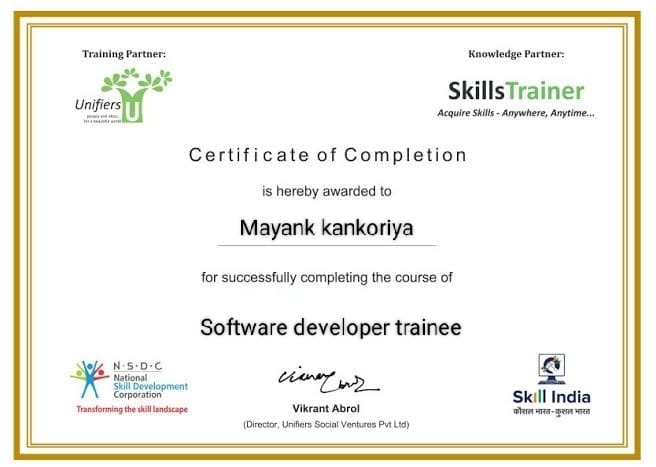 Training Partner:
Knowledge Partner:
Unifiers
U
people and ideas...
for a beautiful world
SkillsTrainer
Acquire Skills - Anywhere, Anytime...
Certificate of Completion
is hereby awarded to
Mayank kankoriya
for successfully completing the course of
Software developer trainee
N·S·D·C
National
Skill Development
Corporation
Transforming the skill landscape
Vikrant Abrol
(Director, Unifiers Social Ventures Pvt Ltd)
Skill India
कौशल भारत-कुशल भारत